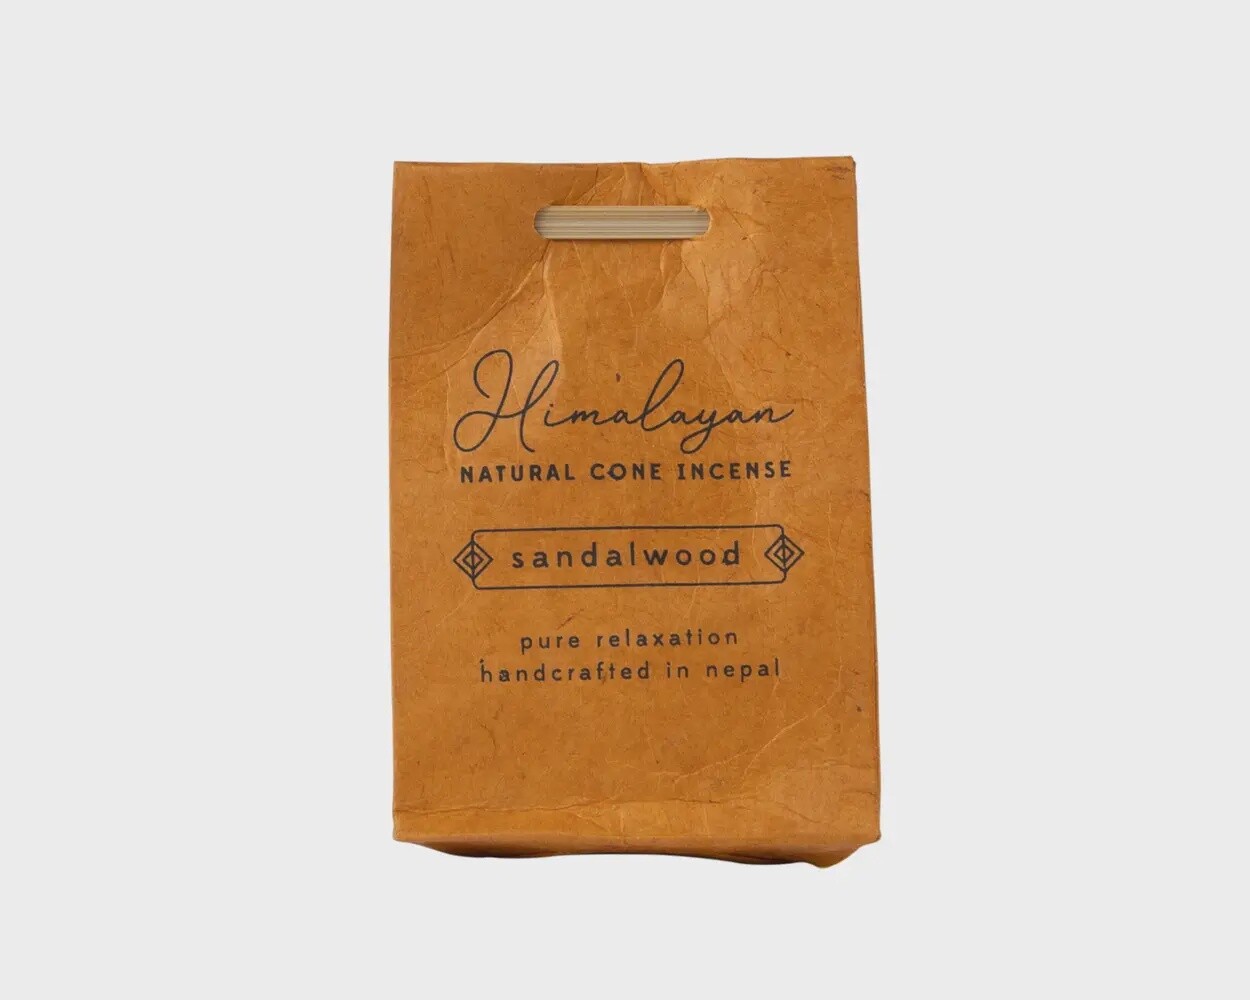 Himalayan
NATURAL CONE INCENSE
sandalwood
pure relaxation
handcrafted in nepal